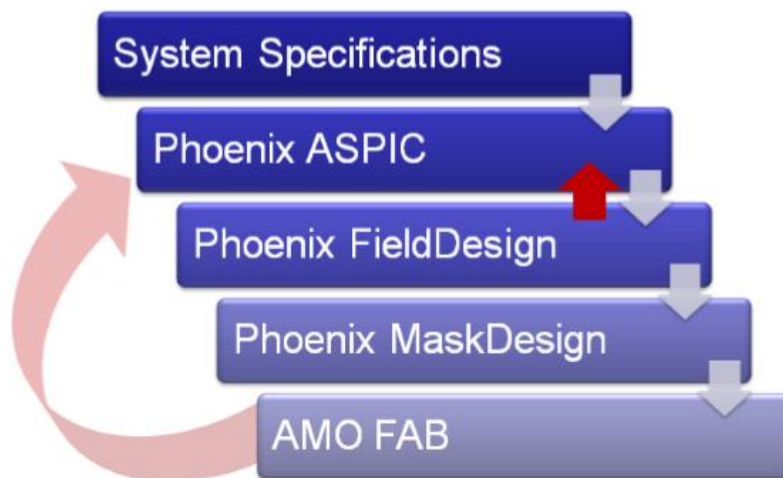 System Specifications
Phoenix ASPIC
Phoenix FieldDesign
Phoenix MaskDesign
AMO FAB